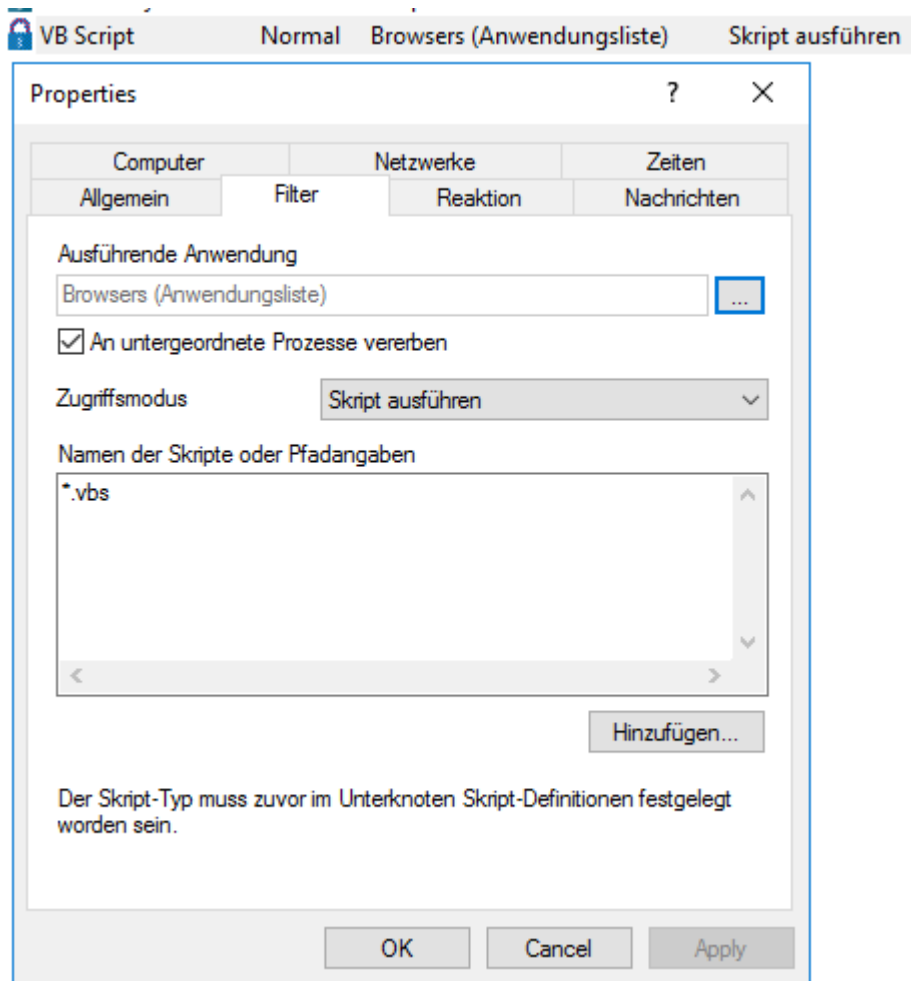 VB Script Normal Browsers (Anwendungsliste) Skript ausführen
Properties ?
Computer Netzwerke Zeiten
Allgemein Filter Reaktion Nachrichten
Ausführende Anwendung
Browsers (Anwendungsliste) ...
An untergeordnete Prozesse vererben
Zugriffsmodus Skript ausführen
Namen der Skripte oder Pfadangaben
*.vbs
Hinzufügen...
Der Skript-Typ muss zuvor im Unterknoten Skript-Definitionen festgelegt
worden sein.
OK Cancel Apply